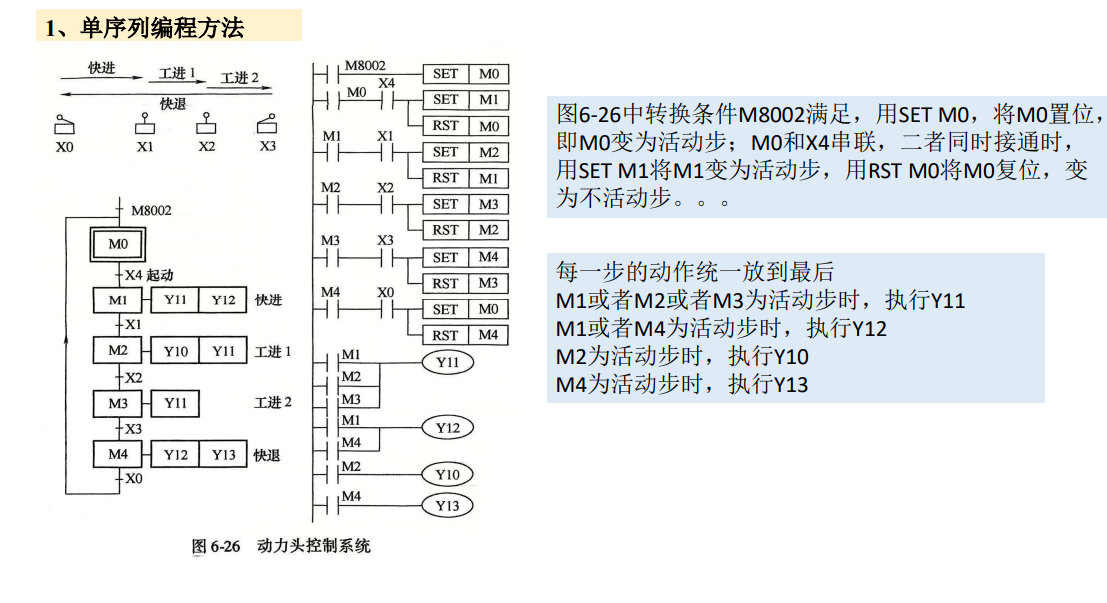 1、单序列编程方法
快进
工进1
工进2
快退
X0
X1
X2
X3
M8002
M0
X4 起动
M1 Y11 Y12 快进
X1
M2 Y10 Y11 工进1
X2
M3 Y11 工进2
X3
M4 Y12 Y13 快退
X0
M8002
SET M0
M0 X4
SET M1
RST M0
M1 X1
SET M2
RST M1
M2 X2
SET M3
RST M2
M3 X3
SET M4
RST M3
M4 X0
SET M0
RST M4
M1 Y11
M2
M3
M1 Y12
M4
M2 Y10
M4 Y13
图6-26 动力头控制系统
图6-26中转换条件M8002满足，用SET M0，将M0置位，
即M0变为活动步；M0和X4串联，二者同时接通时，
用SET M1将M1变为活动步，用RST M0将M0复位，变
为不活动步。。。
每一步的动作统一放到最后
M1或者M2或者M3为活动步时，执行Y11
M1或者M4为活动步时，执行Y12
M2为活动步时，执行Y10
M4为活动步时，执行Y13